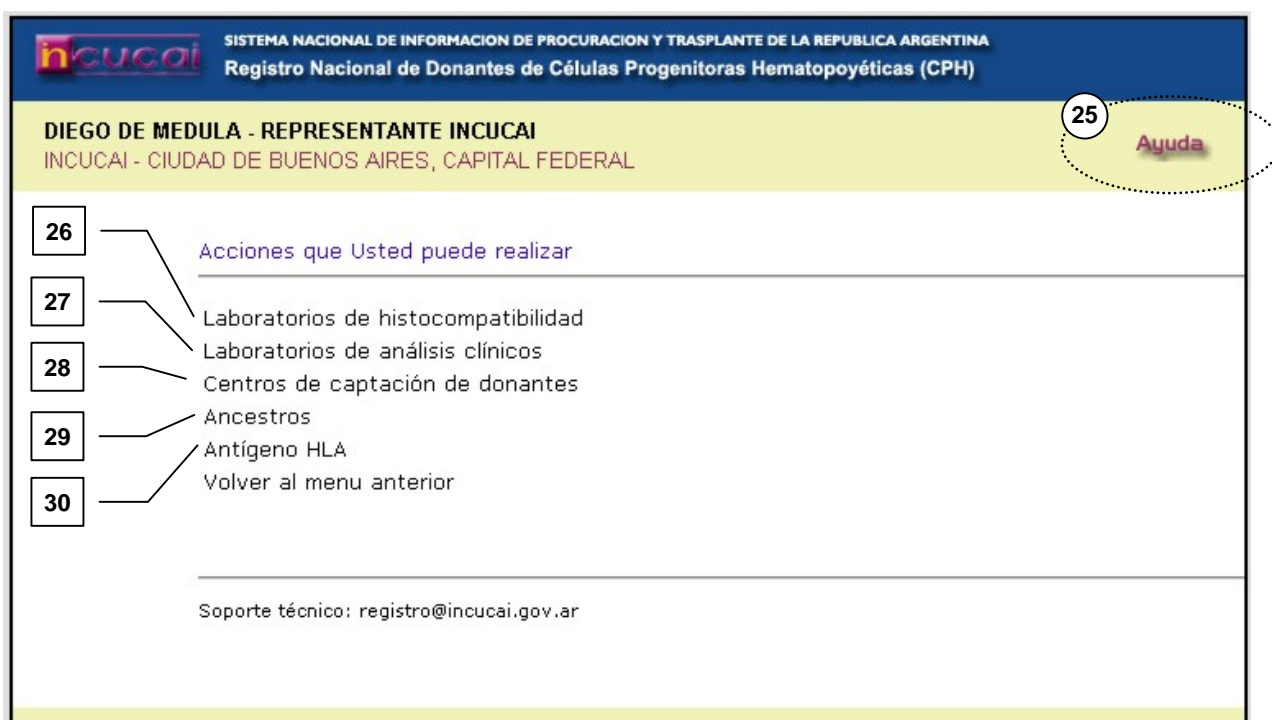 incucai
SISTEMA NACIONAL DE INFORMACION DE PROCURACION Y TRASPLANTE DE LA REPUBLICA ARGENTINA
Registro Nacional de Donantes de Células Progenitoras Hematopoyéticas (CPH)
DIEGO DE MEDULA - REPRESENTANTE INCUCAI
INCUCAI - CIUDAD DE BUENOS AIRES, CAPITAL FEDERAL
25
Ayuda
26
Acciones que Usted puede realizar
27
Laboratorios de histocompatibilidad
Laboratorios de análisis clínicos
28
Centros de captación de donantes
Ancestros
29
Antígeno HLA
Volver al menu anterior
30
Soporte técnico: registro@incucai.gov.ar